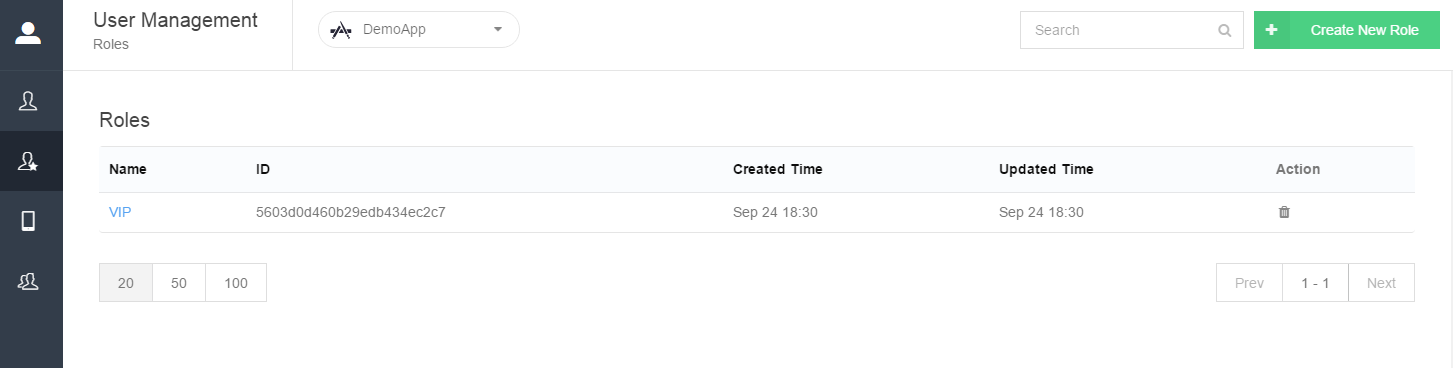 User Management
Roles
DemoApp
Search
Create New Role
Roles
Name ID Created Time Updated Time Action
VIP 5603d0d460b29edb434ec2c7 Sep 24 18:30 Sep 24 18:30
20 50 100 Prev 1 - 1 Next